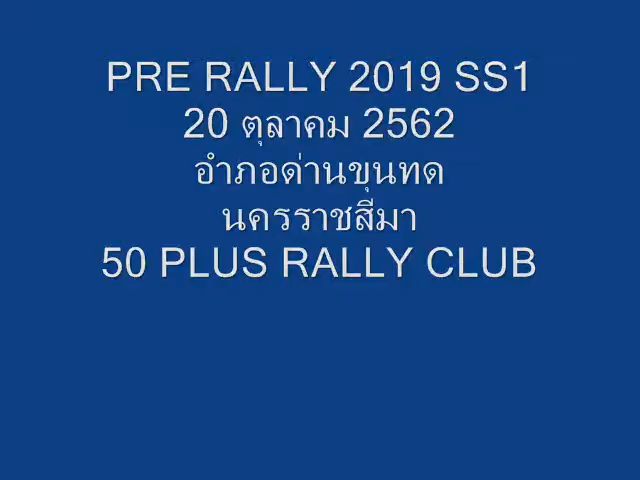 PRE RALLY 2019 SS1
20 ตุลาคม 2562
อำภอด่านขุนทด
นครราชสีมา
50 PLUS RALLY CLUB